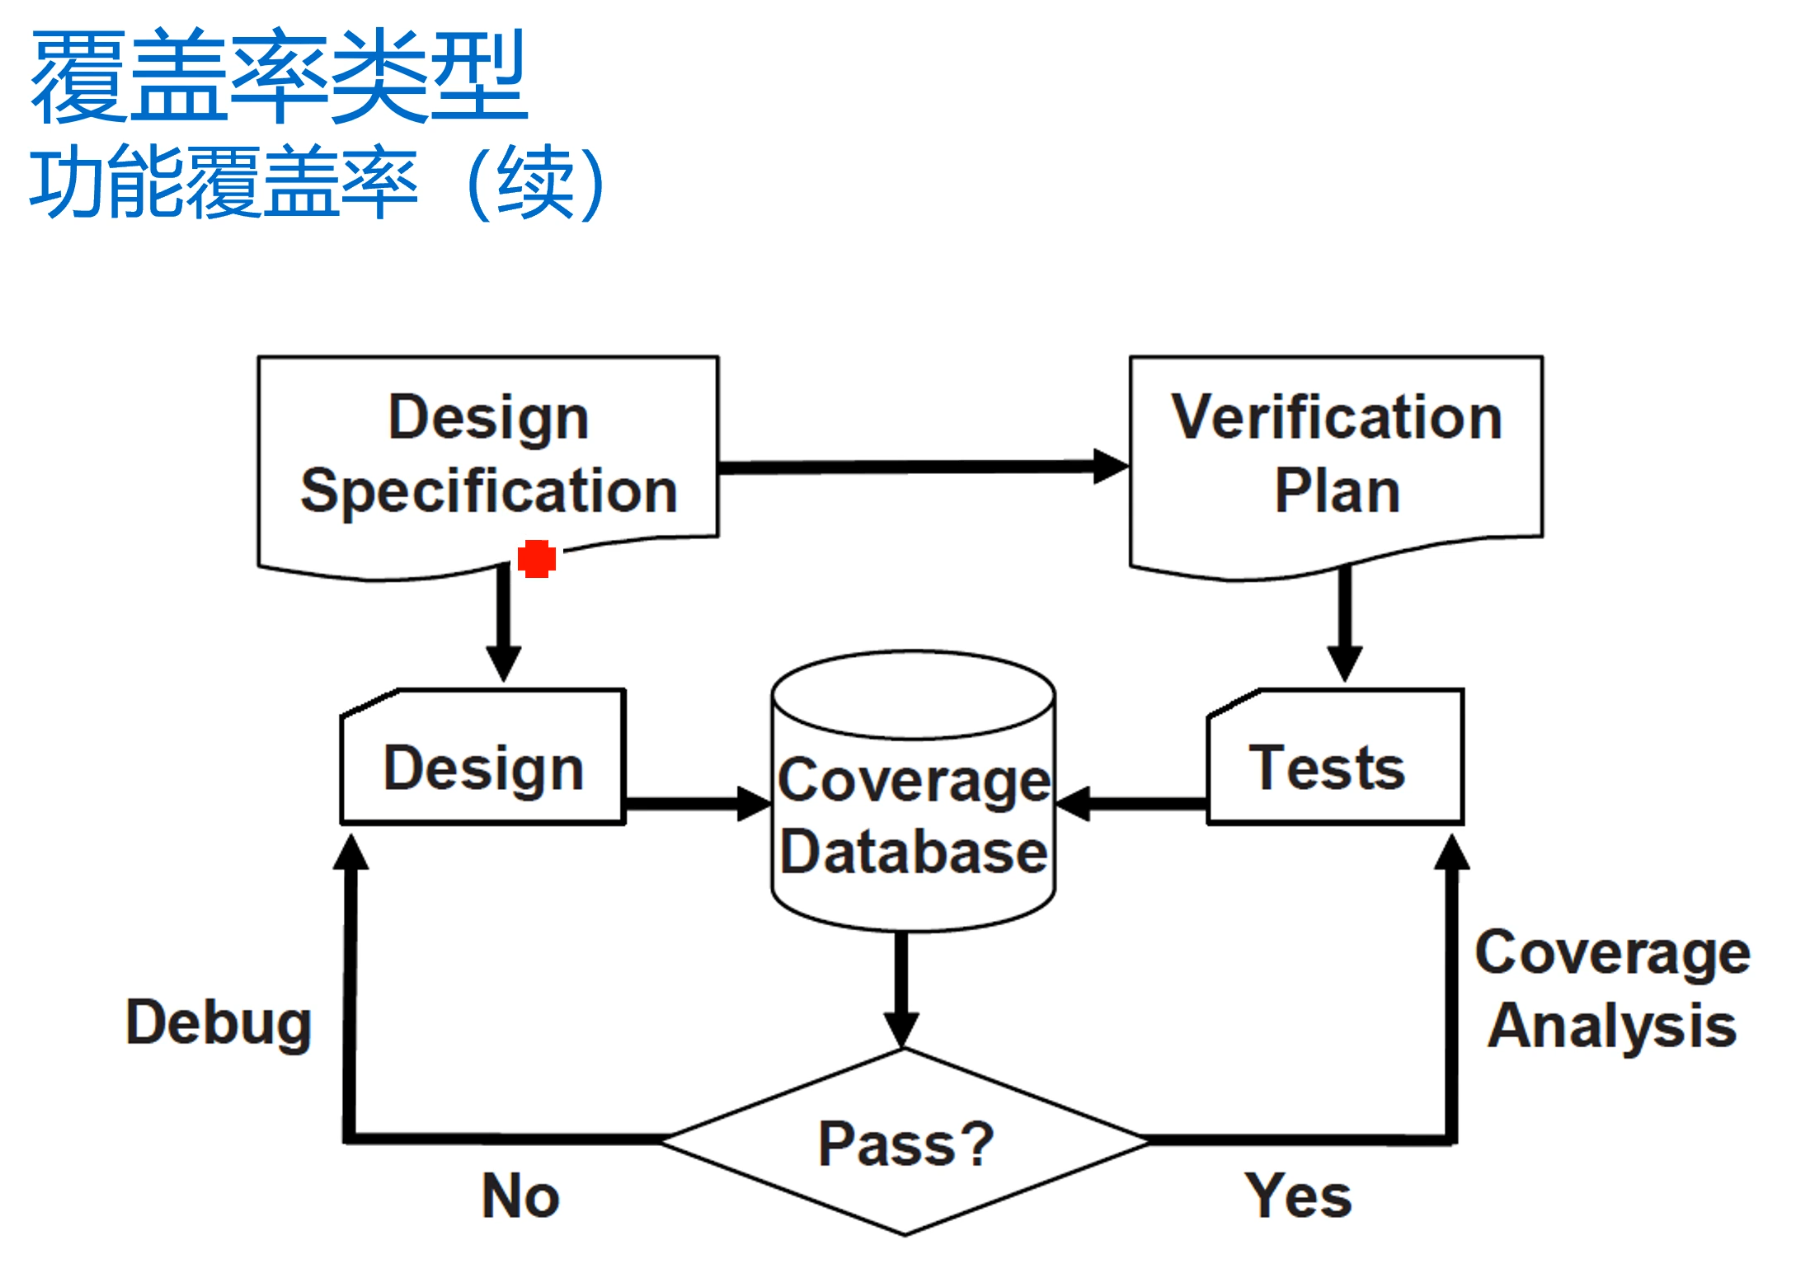 覆盖率类型
功能覆盖率（续）
Design
Specification
Verification
Plan
Design
Coverage
Database
Tests
Debug
Coverage
Analysis
Pass?
No
Yes